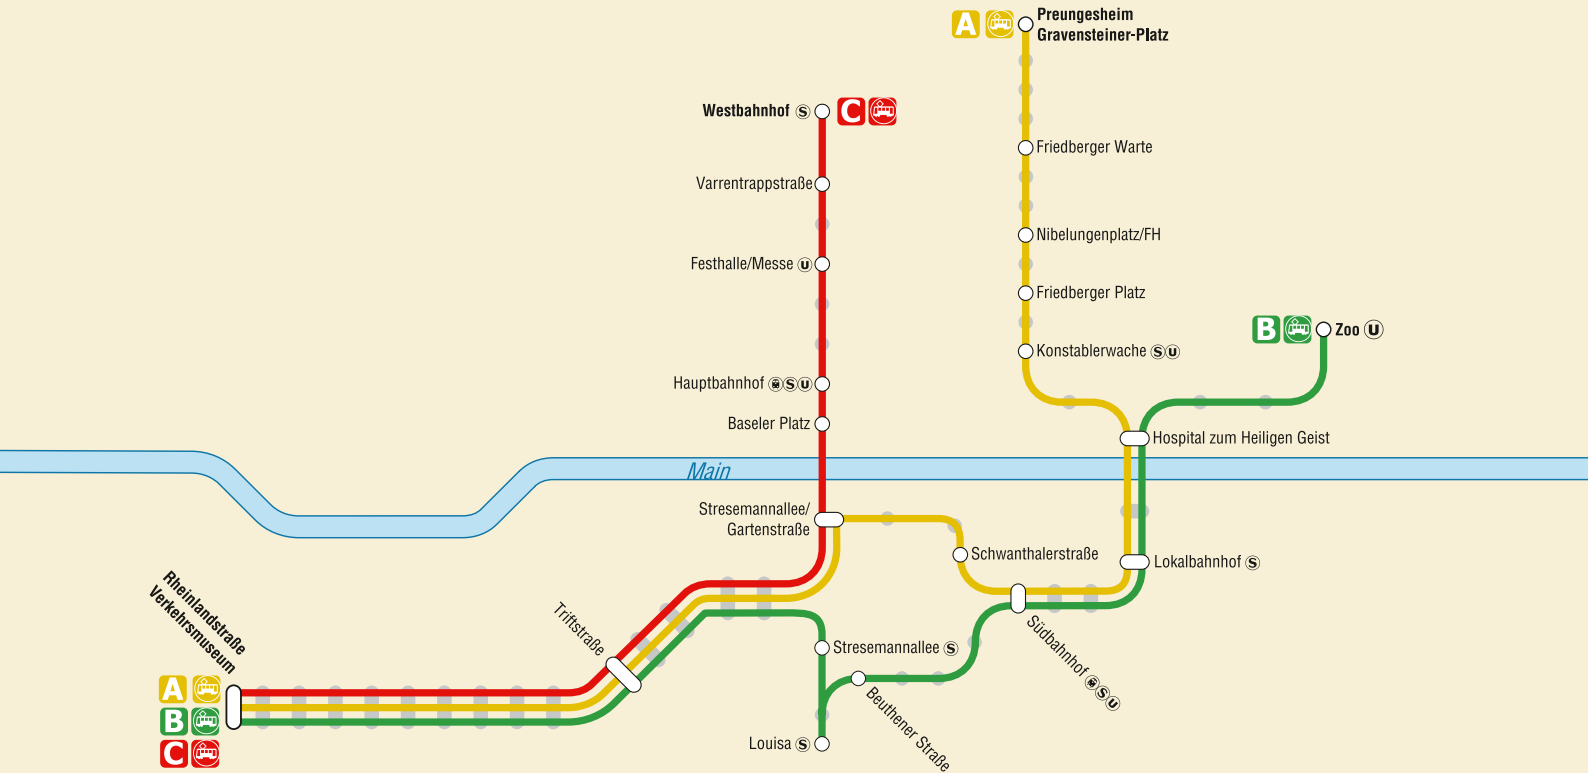 A
Preungesheim
Gravensteiner-Platz
Westbahnhof S
C
Varrentrappstraße
Friedberger Warte
Festhalle/Messe U
Nibelungenplatz/FH
Friedberger Platz
B
Zoo U
Konstablerwache S U
Hauptbahnhof S U
Baseler Platz
Hospital zum Heiligen Geist
Main
Stresemannallee/
Gartenstraße
Schwanthalerstraße
Lokalbahnhof S
Rheinlandstraße
Verkehrsmuseum
Triftstraße
Südbahnhof S U
Stresemannallee S
Beuthener Straße
Louisa S
A
B
C